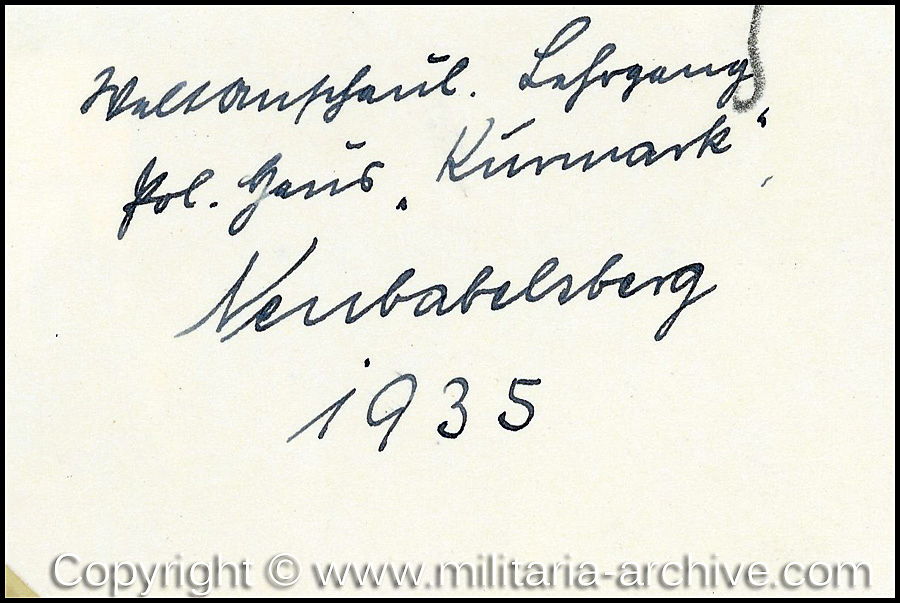 Weltanschaul. Lehrgang
Pol. Haus „Kurmark“
Neubabelsberg
1935
Copyright © www.militaria-archive.com